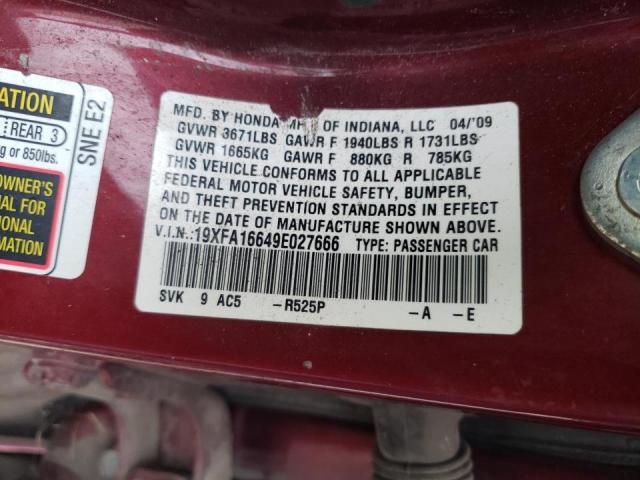 ATION
REAR 3
g or 850lbs.
SNE E2
OWNER'S
AL FOR
IONAL
MATION
MFD. BY HONDA OF INDIANA, LLC 04/'09
GVWR 3671LBS GAWR F 1940LBS R 1731LBS
GVWR 1665KG GAWR F 880KG R 785KG
THIS VEHICLE CONFORMS TO ALL APPLICABLE
FEDERAL MOTOR VEHICLE SAFETY, BUMPER,
AND THEFT PREVENTION STANDARDS IN EFFECT
ON THE DATE OF MANUFACTURE SHOWN ABOVE.
V.I.N.:19XFA16649E027666 TYPE: PASSENGER CAR
SVK 9 AC5 -R525P -A -E